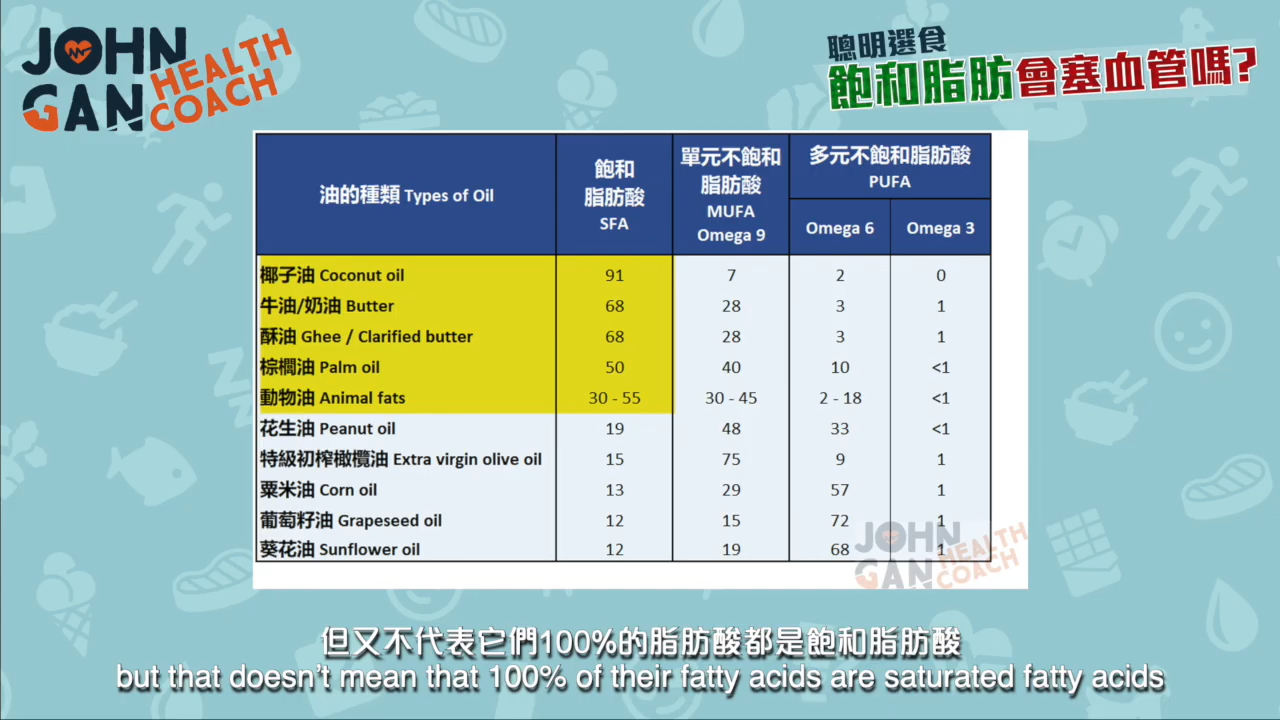 JOHN
GAN
HEALTH
COACH
聰明選食
飽和脂肪會塞血管嗎?
油的種類 Types of Oil
飽和
脂肪酸
SFA
單元不飽和
脂肪酸
MUFA
Omega 9
多元不飽和脂肪酸
PUFA
Omega 6 Omega 3
椰子油 Coconut oil 91 7 2 0
牛油/奶油 Butter 68 28 3 1
酥油 Ghee / Clarified butter 68 28 3 1
棕櫚油 Palm oil 50 40 10 <1
動物油 Animal fats 30 - 55 30 - 45 2 - 18 <1
花生油 Peanut oil 19 48 33 <1
特級初榨橄欖油 Extra virgin olive oil 15 75 9 1
粟米油 Corn oil 13 29 57 1
葡萄籽油 Grapeseed oil 12 15 72 1
葵花油 Sunflower oil 12 19 68 1
JOHN
GAN
HEALTH
COACH
但又不代表它們100%的脂肪酸都是飽和脂肪酸
but that doesn't mean that 100% of their fatty acids are saturated fatty acids